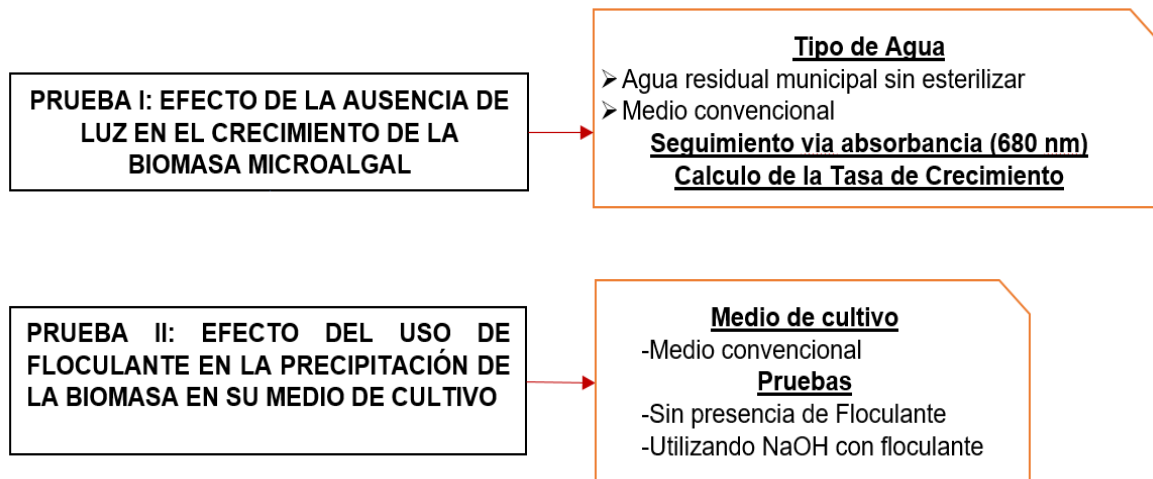 PRUEBA I: EFECTO DE LA AUSENCIA DE
LUZ EN EL CRECIMIENTO DE LA
BIOMASA MICROALGAL
Tipo de Agua
➢ Agua residual municipal sin esterilizar
➢ Medio convencional
Seguimiento via absorbancia (680 nm)
Calculo de la Tasa de Crecimiento
PRUEBA II: EFECTO DEL USO DE
FLOCULANTE EN LA PRECIPITACIÓN DE
LA BIOMASA EN SU MEDIO DE CULTIVO
Medio de cultivo
-Medio convencional
Pruebas
-Sin presencia de Floculante
-Utilizando NaOH con floculante